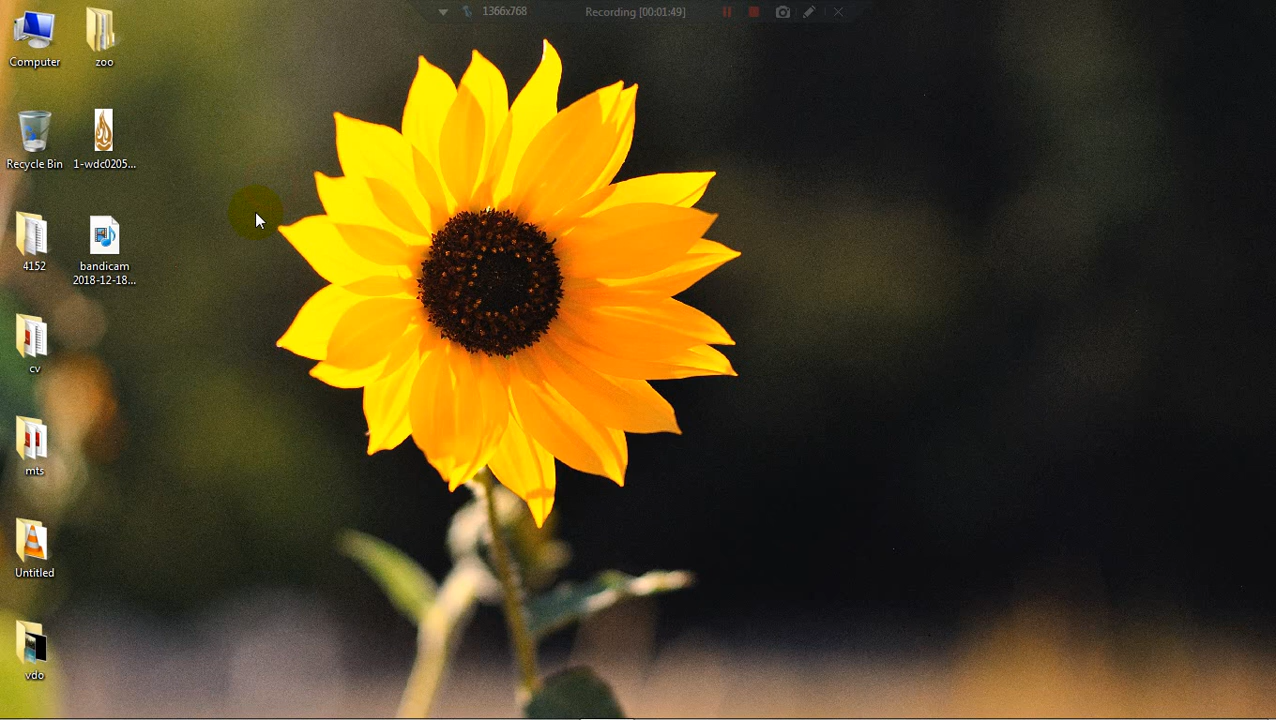 1366x768
Recording [00:01:49]
Computer
zoo
Recycle Bin
1-wdc0205...
4152
bandicam
2018-12-18...
cv
mts
Untitled
vdo